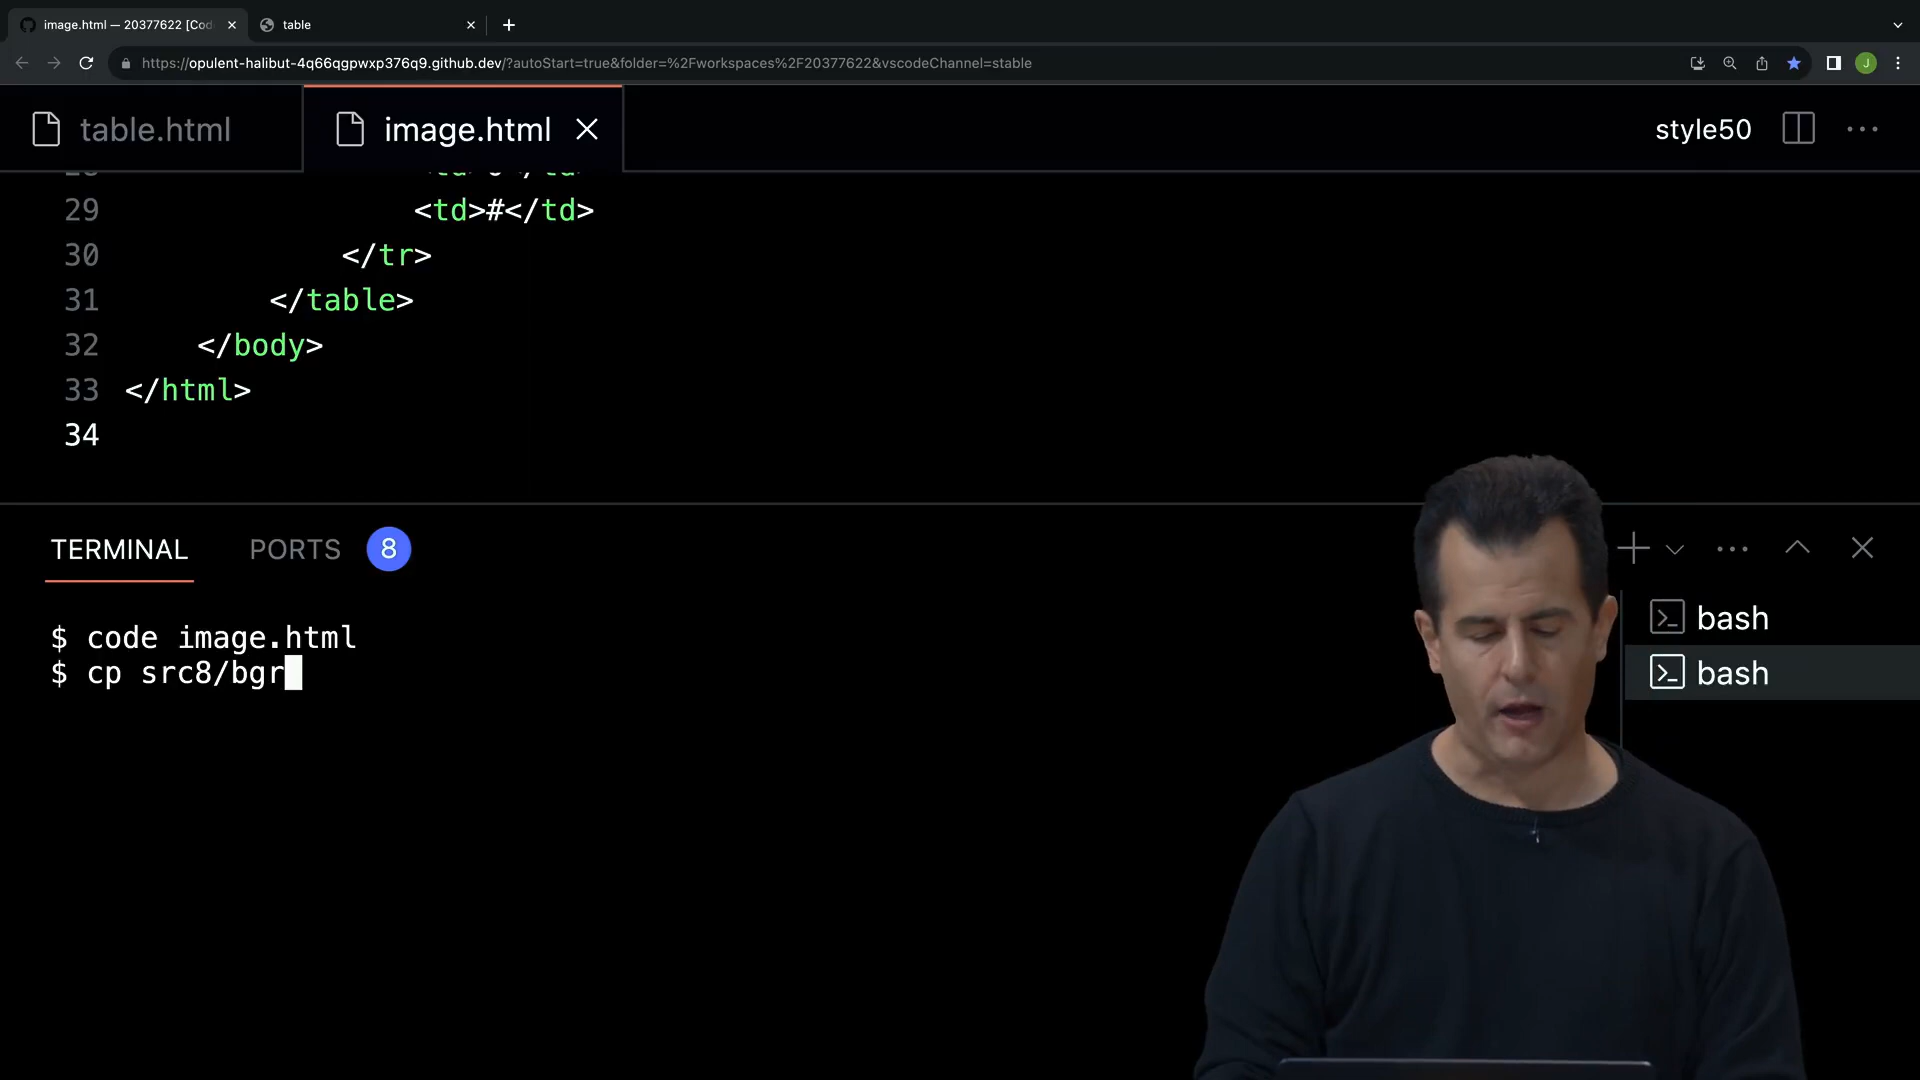 image.html — 20377622 [Cod
table
https://opulent-halibut-4q66qgpwxp376q9.github.dev/?autoStart=true&folder=%2Fworkspaces%2F20377622&vscodeChannel=stable
J
table.html
image.html
style50
29 <td>#</td>
30 </tr>
31 </table>
32 </body>
33 </html>
34
TERMINAL
PORTS 8
$ code image.html
$ cp src8/bgr
bash
bash